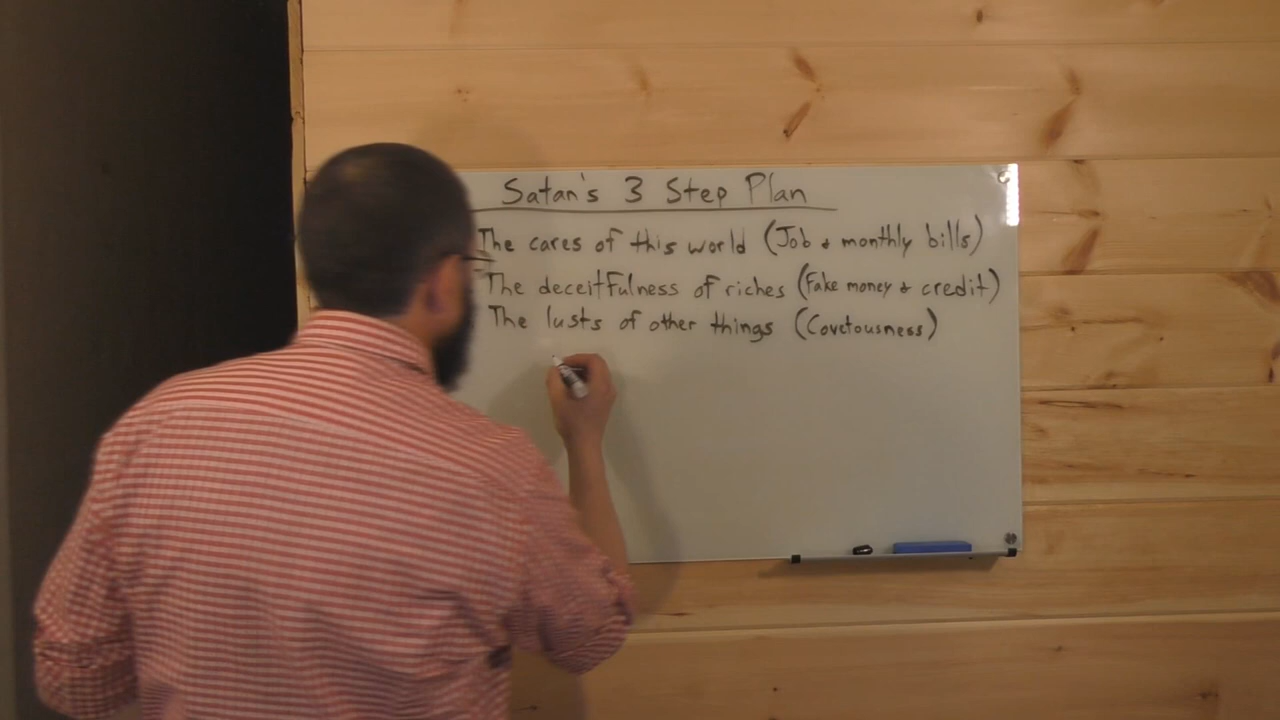 Satan's 3 Step Plan
The cares of this world (Job & monthly bills)
The deceitfulness of riches (Fake money & credit)
The lusts of other things (Covetousness)